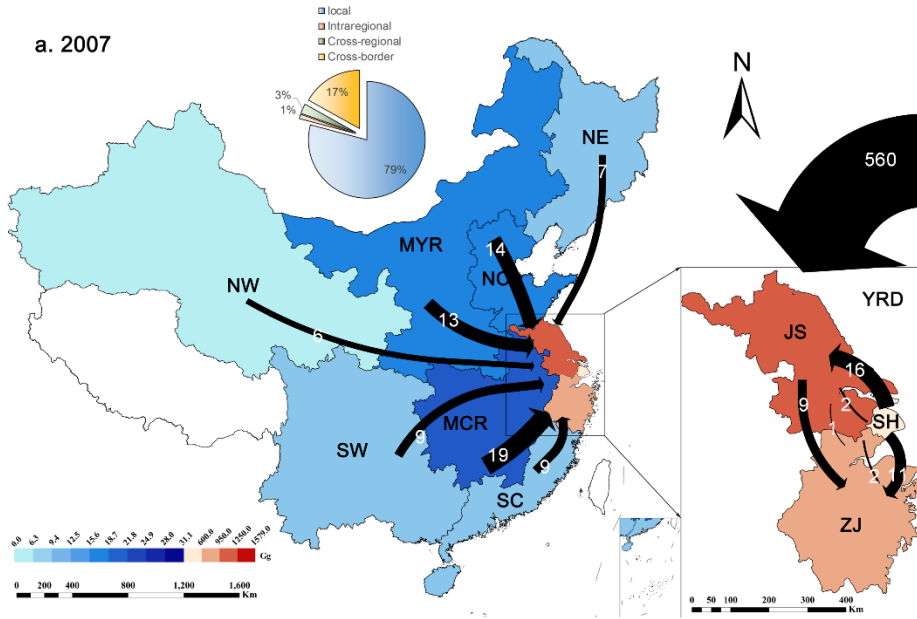 a. 2007
local
Intraregional
Cross-regional
Cross-border
17%
3%
1%
79%
N
560
NE
7
MYR
14
NC
NW
13
6
YRD
JS
16
9
2
SH
1
2
11
ZJ
MCR
SW
9
19
9
SC
0.0 6.3 9.4 12.5 15.6 18.7 21.8 24.9 28.0 31.1 600.0 950.0 1250.0 1579.0
Gg
0 200 400 800 1,200 1,600
Km
0 50 100 200 300 400
Km